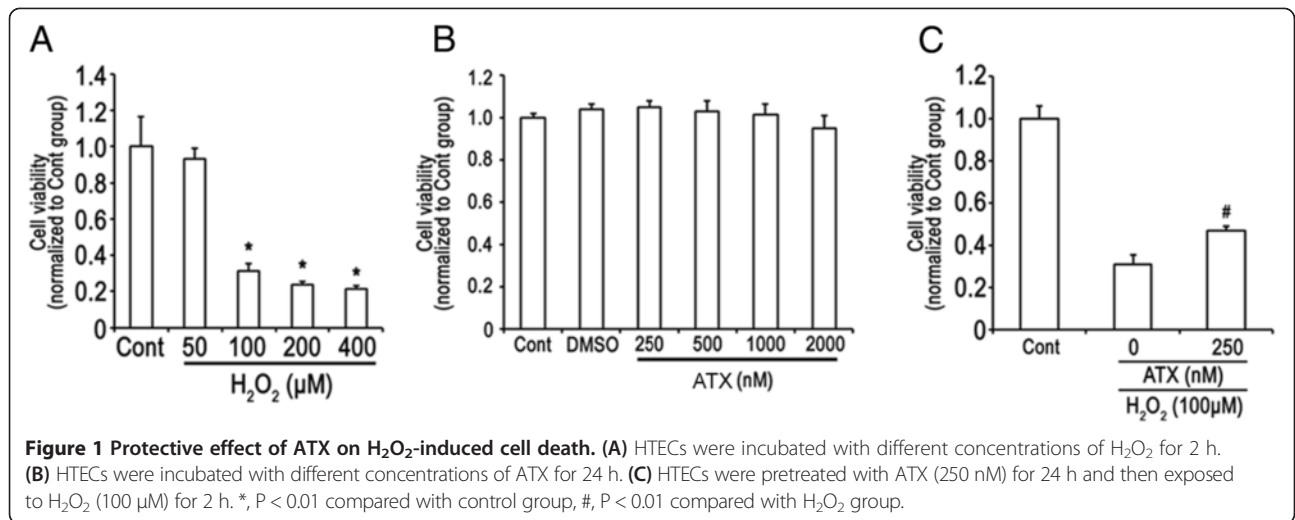 A
Cell viability
(normalized to Cont group)
1.4
1.2
1.0
0.8
0.6
0.4
0.2
0
*
*
*
Cont 50 100 200 400
H₂O₂ (µM)
B
Cell viability
(normalized to Cont group)
1.2
1.0
0.8
0.6
0.4
0.2
0
Cont DMSO 250 500 1000 2000
ATX (nM)
C
Cell viability
(normalized to Cont group)
1.2
1.0
0.8
0.6
0.4
0.2
0
#
Cont 0 250
ATX (nM)
H₂O₂ (100µM)
Figure 1 Protective effect of ATX on H₂O₂-induced cell death. (A) HTECs were incubated with different concentrations of H₂O₂ for 2 h.
(B) HTECs were incubated with different concentrations of ATX for 24 h. (C) HTECs were pretreated with ATX (250 nM) for 24 h and then exposed
to H₂O₂ (100 µM) for 2 h. *, P < 0.01 compared with control group, #, P < 0.01 compared with H₂O₂ group.